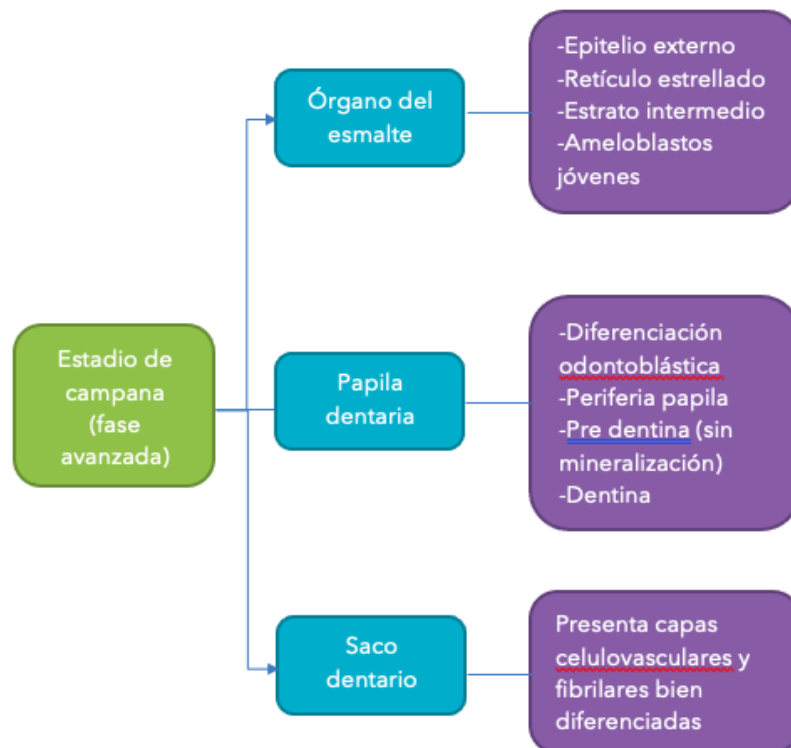 Estadio de
campana
(fase
avanzada)
Órgano del
esmalte
-Epitelio externo
-Retículo estrellado
-Estrato intermedio
-Ameloblastos
jóvenes
Papila
dentaria
-Diferenciación
odontoblástica
-Periferia papila
-Pre dentina (sin
mineralización)
-Dentina
Saco
dentario
Presenta capas
celulovasculares y
fibrilares bien
diferenciadas